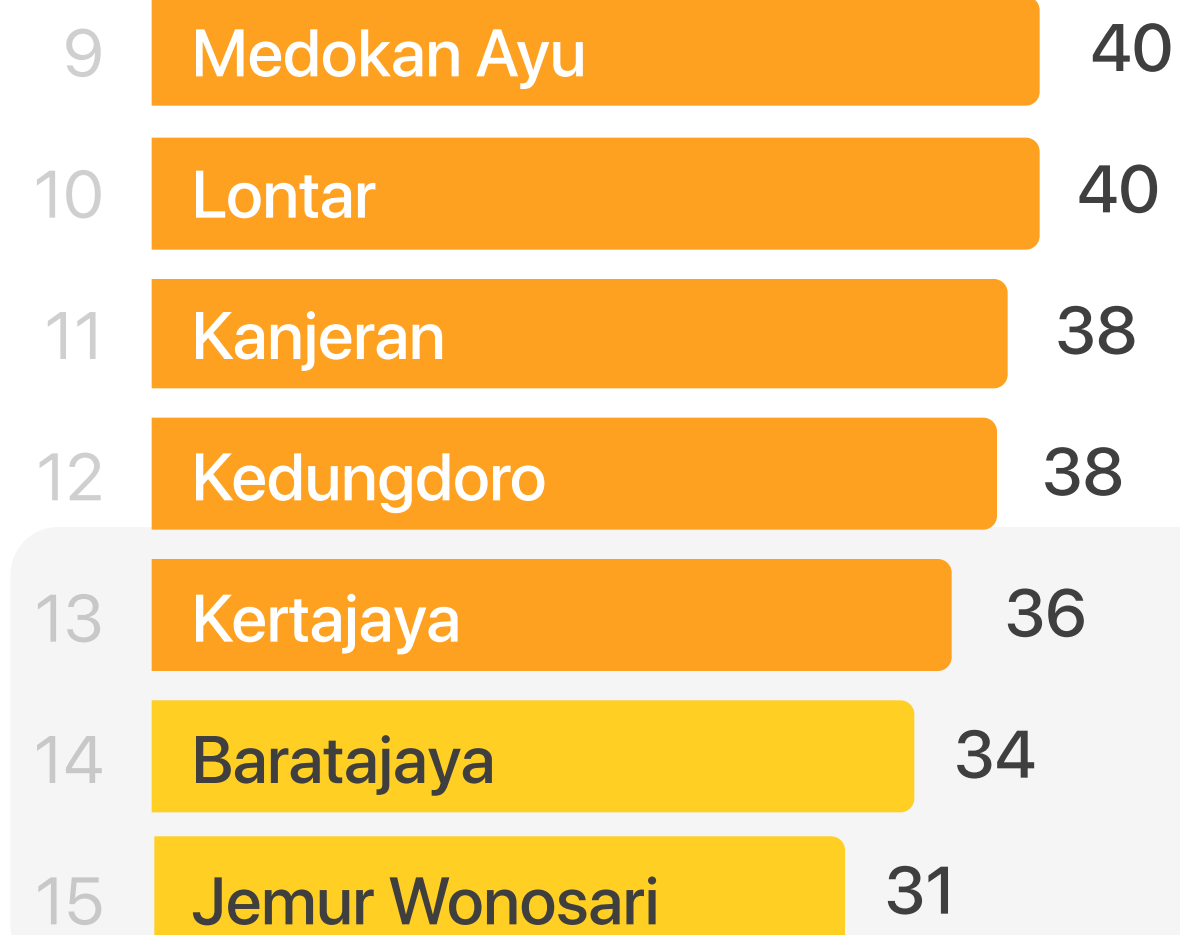 9 Medokan Ayu 40
10 Lontar 40
11 Kanjeran 38
12 Kedungdoro 38
13 Kertajaya 36
14 Baratajaya 34
15 Jemur Wonosari 31